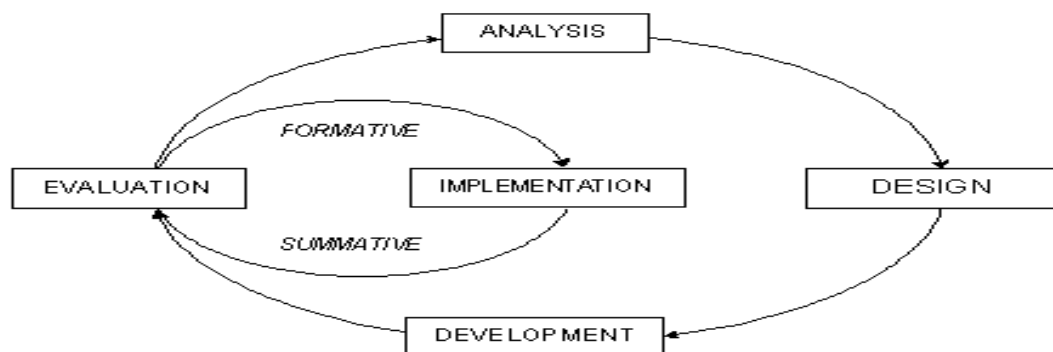 ANALYSIS
FORMATIVE
EVALUATION
IMPLEMENTATION
DESIGN
SUMMATIVE
DEVELOPMENT